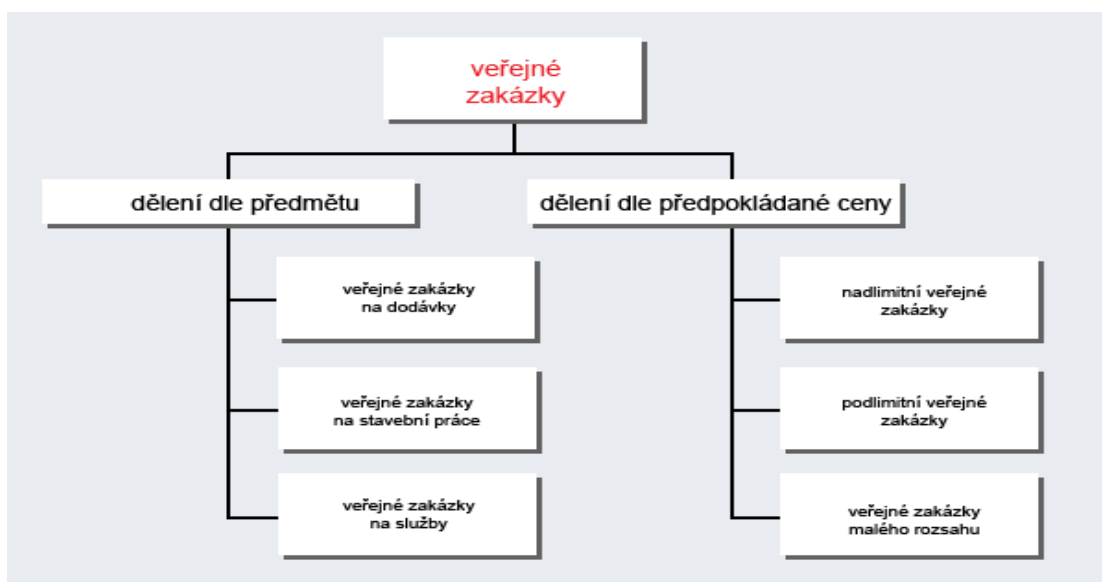 veřejné
zakázky
dělení dle předmětu
dělení dle předpokládané ceny
veřejné zakázky
na dodávky
veřejné zakázky
na stavební práce
veřejné zakázky
na služby
nadlimitní veřejné
zakázky
podlimitní veřejné
zakázky
veřejné zakázky
malého rozsahu